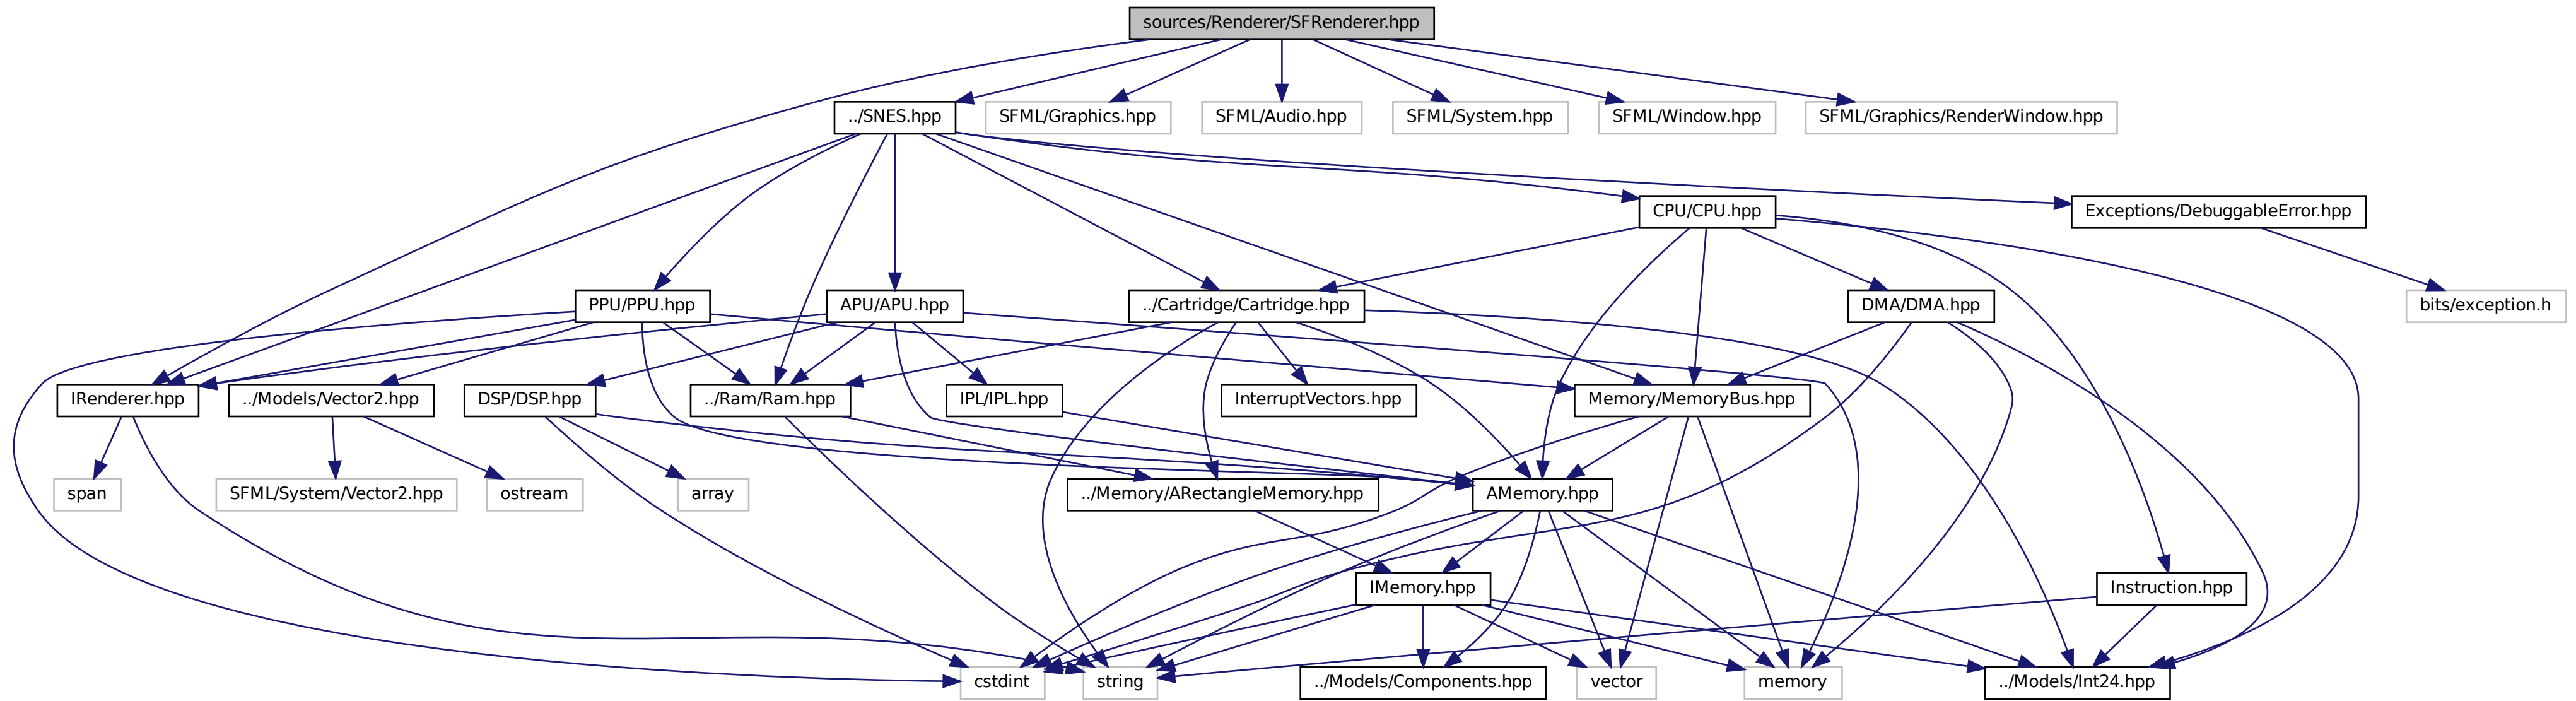 sources/Renderer/SFRenderer.hpp
../SNES.hpp
SFML/Graphics.hpp
SFML/Audio.hpp
SFML/System.hpp
SFML/Window.hpp
SFML/Graphics/RenderWindow.hpp
CPU/CPU.hpp
Exceptions/DebuggableError.hpp
PPU/PPU.hpp
APU/APU.hpp
../Cartridge/Cartridge.hpp
DMA/DMA.hpp
bits/exception.h
IRenderer.hpp
../Models/Vector2.hpp
DSP/DSP.hpp
../Ram/Ram.hpp
IPL/IPL.hpp
InterruptVectors.hpp
Memory/MemoryBus.hpp
span
SFML/System/Vector2.hpp
ostream
array
../Memory/ARectangleMemory.hpp
AMemory.hpp
IMemory.hpp
Instruction.hpp
cstdint
string
../Models/Components.hpp
vector
memory
../Models/Int24.hpp